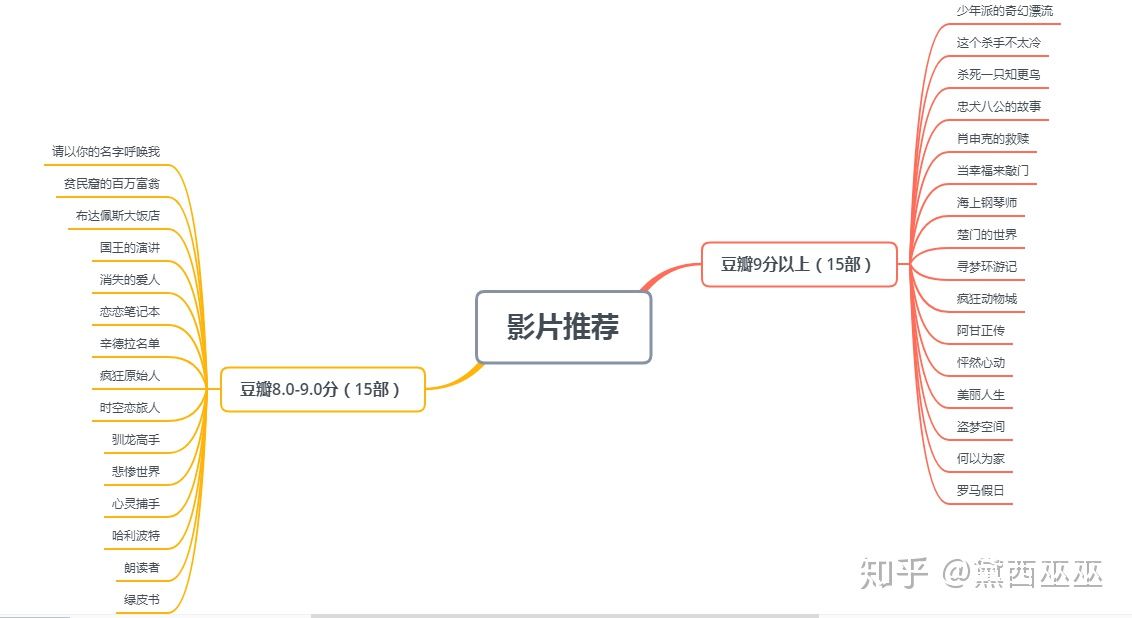 影片推荐
豆瓣9分以上（15部）
少年派的奇幻漂流
这个杀手不太冷
杀死一只知更鸟
忠犬八公的故事
肖申克的救赎
当幸福来敲门
海上钢琴师
楚门的世界
寻梦环游记
疯狂动物城
阿甘正传
怦然心动
美丽人生
盗梦空间
何以为家
罗马假日
豆瓣8.0-9.0分（15部）
请以你的名字呼唤我
贫民窟的百万富翁
布达佩斯大饭店
国王的演讲
消失的爱人
恋恋笔记本
辛德拉名单
疯狂原始人
时空恋旅人
驯龙高手
悲惨世界
心灵捕手
哈利波特
朗读者
绿皮书
知乎 @黛西巫巫